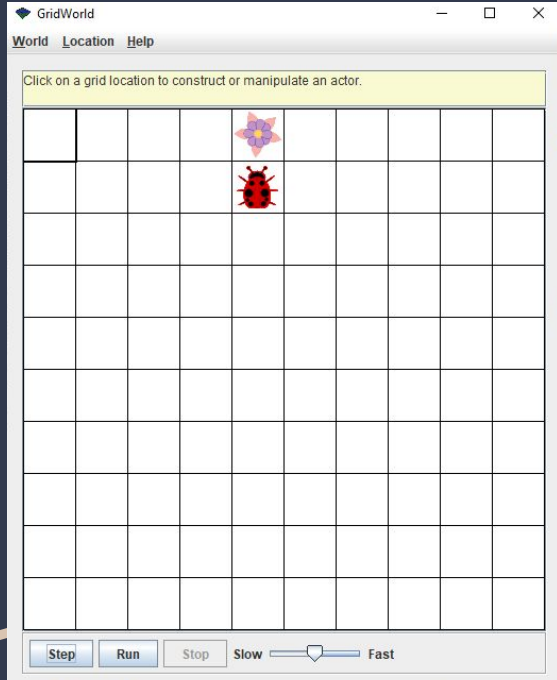 GridWorld
World Location Help
Click on a grid location to construct or manipulate an actor.
Step Run Stop Slow Fast